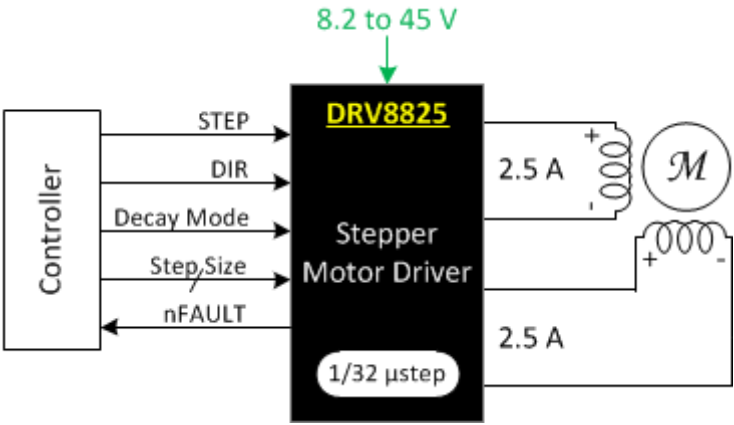 8.2 to 45 V
DRV8825
Controller
STEP
DIR
Decay Mode
Step Size
nFAULT
Stepper
Motor Driver
1/32 µstep
+
2.5 A
-
M
+ -
2.5 A